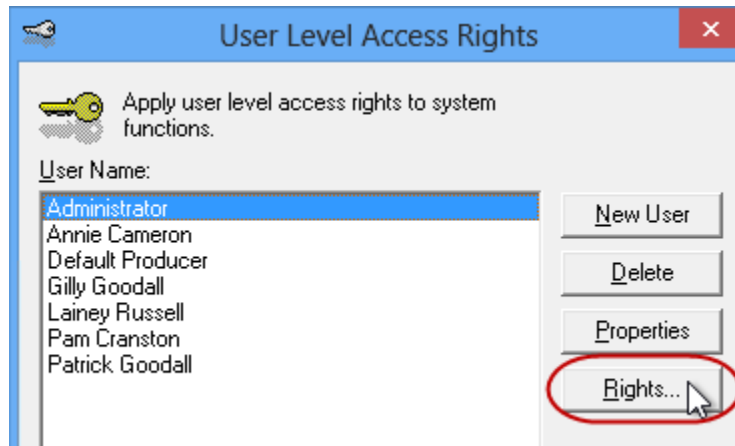 User Level Access Rights
Apply user level access rights to system
functions.
User Name:
Administrator
Annie Cameron
Default Producer
Gilly Goodall
Lainey Russell
Pam Cranston
Patrick Goodall
New User
Delete
Properties
Rights...